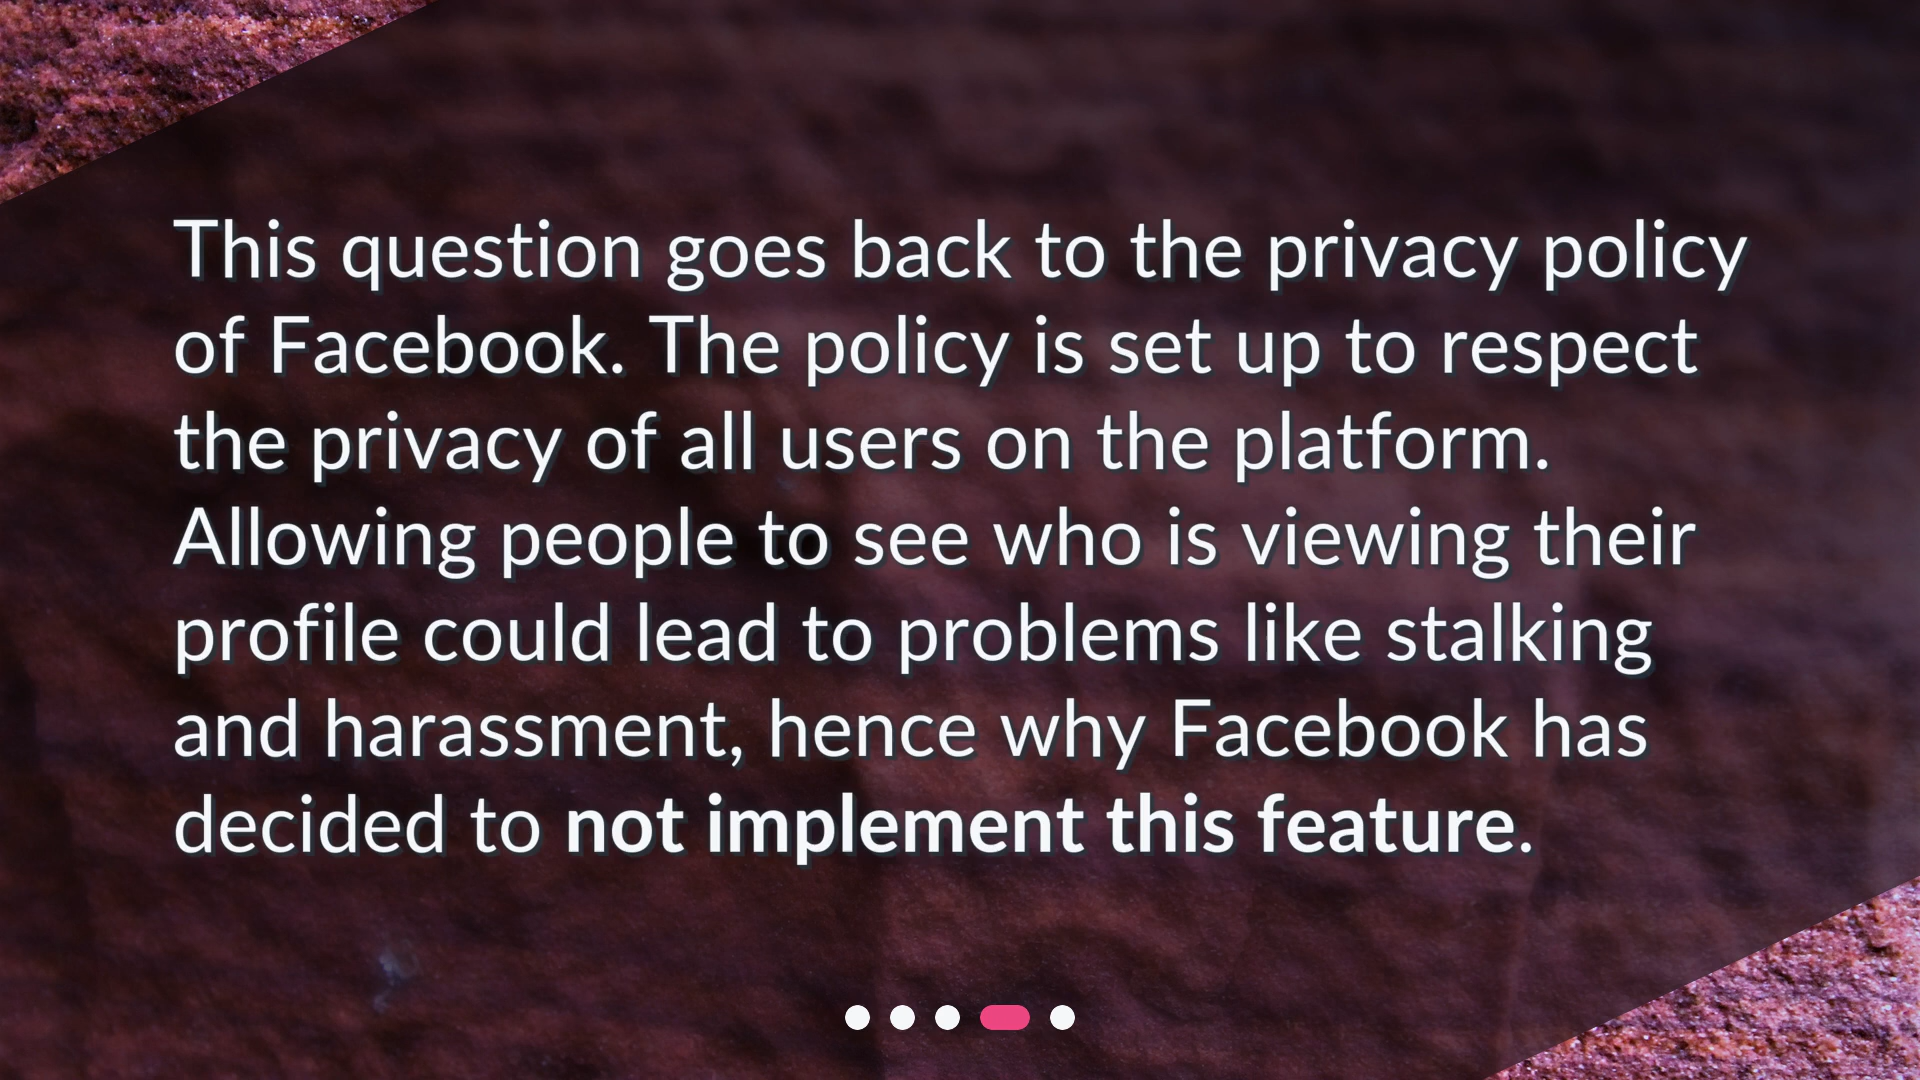 This question goes back to the privacy policy
of Facebook. The policy is set up to respect
the privacy of all users on the platform.
Allowing people to see who is viewing their
profile could lead to problems like stalking
and harassment, hence why Facebook has
decided to not implement this feature.